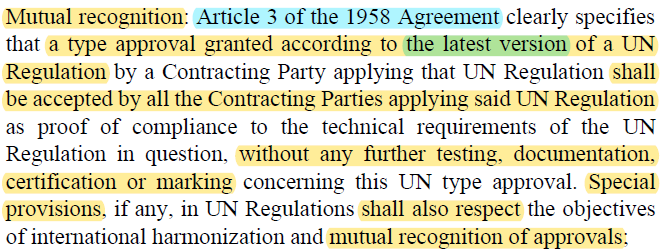 Mutual recognition: Article 3 of the 1958 Agreement clearly specifies
that a type approval granted according to the latest version of a UN
Regulation by a Contracting Party applying that UN Regulation shall
be accepted by all the Contracting Parties applying said UN Regulation
as proof of compliance to the technical requirements of the UN
Regulation in question, without any further testing, documentation,
certification or marking concerning this UN type approval. Special
provisions, if any, in UN Regulations shall also respect the objectives
of international harmonization and mutual recognition of approvals;